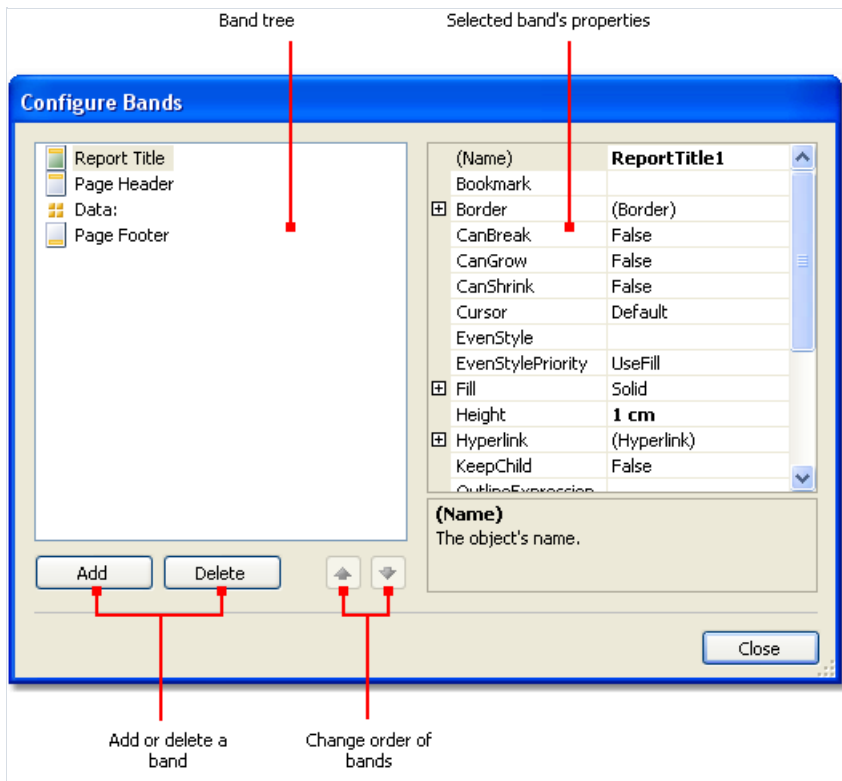 Band tree
Selected band's properties
Configure Bands
Report Title
Page Header
Data:
Page Footer
(Name) ReportTitle1
Bookmark
Border (Border)
CanBreak False
CanGrow False
CanShrink False
Cursor Default
EvenStyle
EvenStylePriority UseFill
Fill Solid
Height 1 cm
Hyperlink (Hyperlink)
KeepChild False
OutlineExpression
(Name)
The object's name.
Add
Delete
Close
Add or delete a
band
Change order of
bands